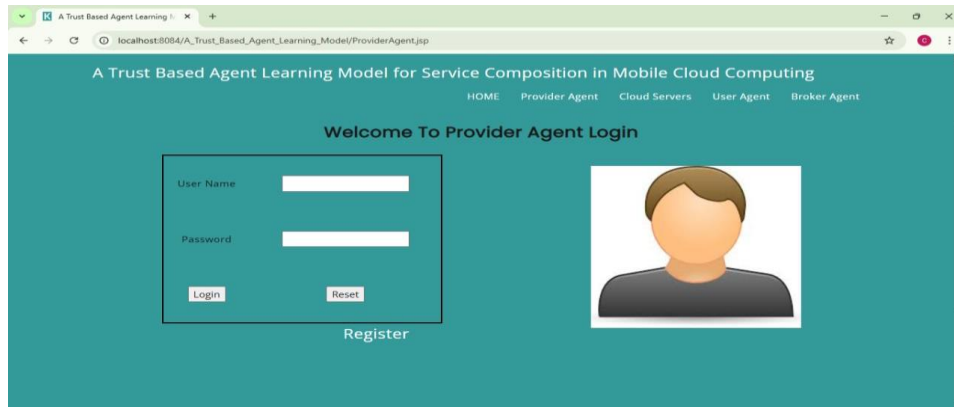 A Trust Based Agent Learning M
localhost:8084/A_Trust_Based_Agent_Learning_Model/ProviderAgent.jsp
A Trust Based Agent Learning Model for Service Composition in Mobile Cloud Computing
HOME Provider Agent Cloud Servers User Agent Broker Agent
Welcome To Provider Agent Login
User Name
Password
Login Reset
Register